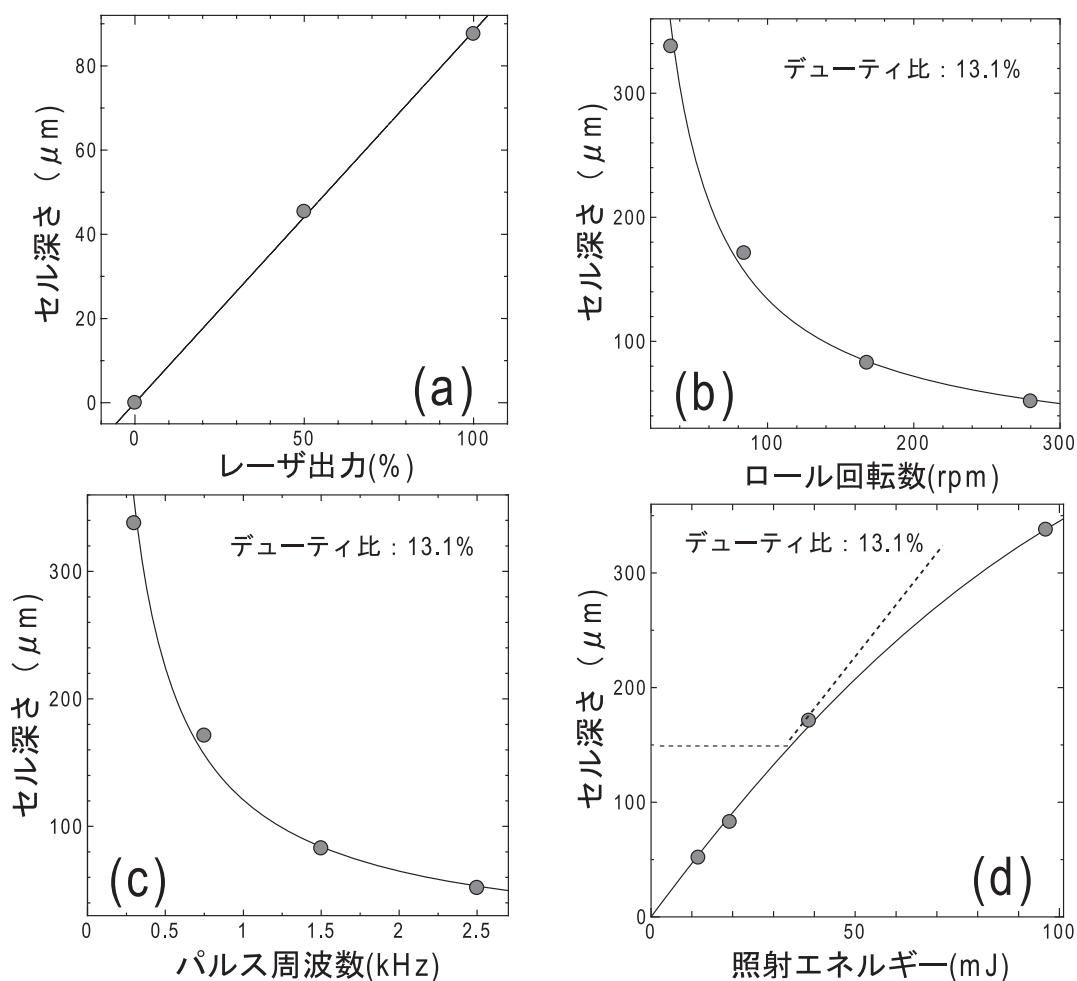 セル深さ (μm)
80
60
40
20
0
(a)
0 50 100
レーザ出力(%)
セル深さ (μm)
デューティ比 : 13.1%
300
200
100
(b)
100 200 300
ロール回転数(rpm)
セル深さ (μm)
デューティ比 : 13.1%
300
200
100
(c)
0 0.5 1 1.5 2 2.5
パルス周波数(kHz)
セル深さ (μm)
デューティ比 : 13.1%
300
200
100
0
(d)
0 50 100
照射エネルギー(mJ)